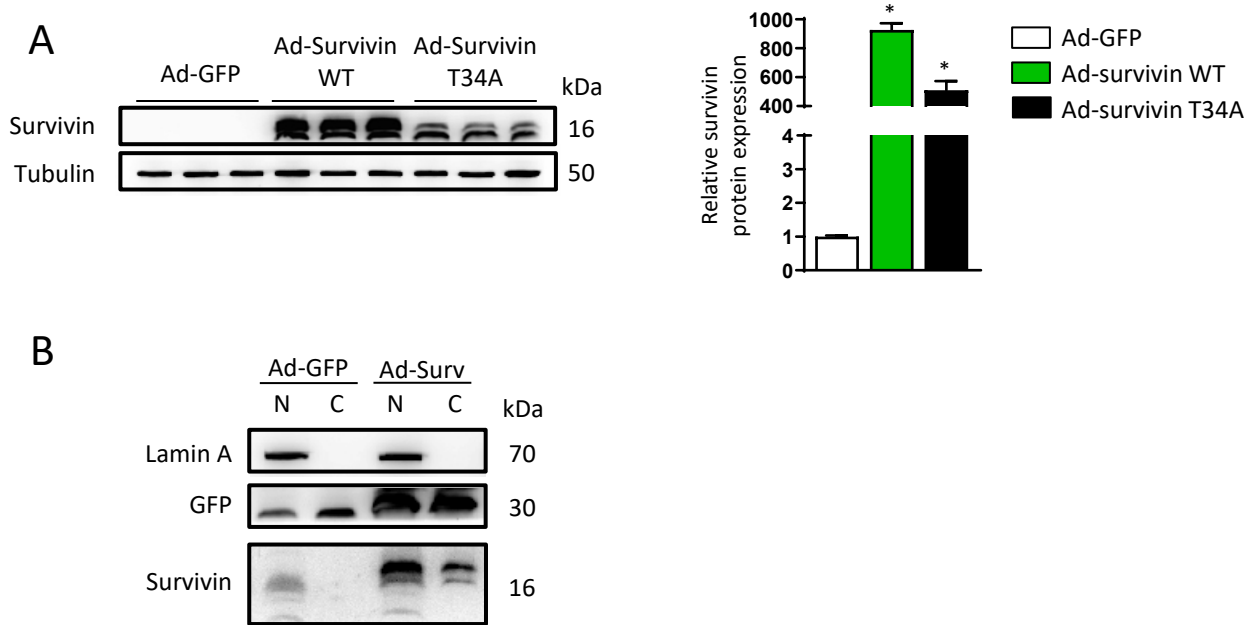 A
Ad-GFP
Ad-Survivin
WT
Ad-Survivin
T34A
kDa
Survivin
16
Tubulin
50
Relative survivin
protein expression
1000
800
600
400
4
3
2
1
0
*
*
Ad-GFP
Ad-survivin WT
Ad-survivin T34A
B
Ad-GFP
Ad-Surv
N C N C
kDa
Lamin A
70
GFP
30
Survivin
16